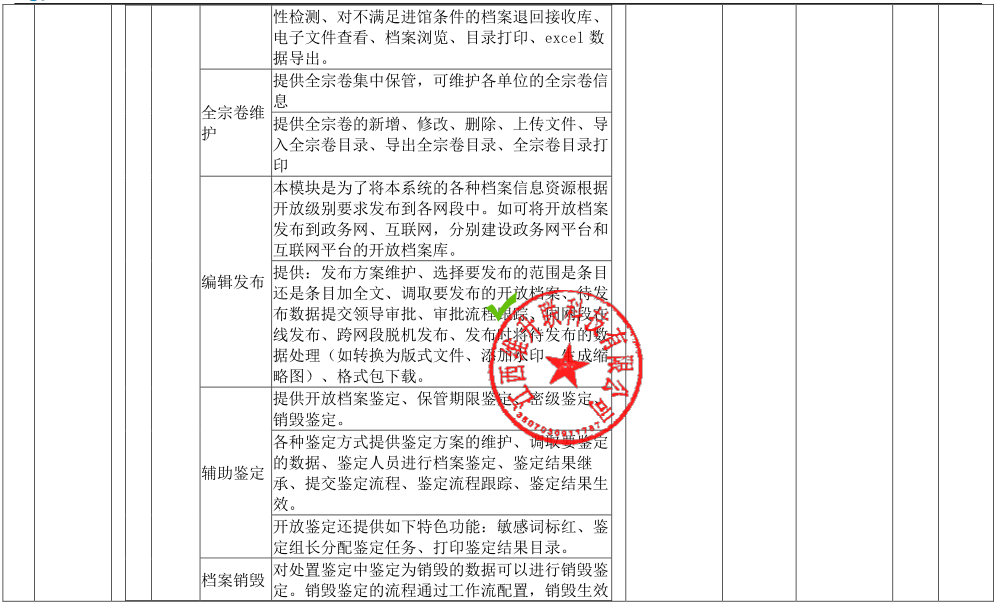 性检测、对不满足进馆条件的档案退回接收库、
电子文件查看、档案浏览、目录打印、excel 数
据导出。
全宗卷维
护
提供全宗卷集中保管，可维护各单位的全宗卷信
息
提供全宗卷的新增、修改、删除、上传文件、导
入全宗卷目录、导出全宗卷目录、全宗卷目录打
印
编辑发布
本模块是为了将本系统的各种档案信息资源根据
开放级别要求发布到各网段中。如可将开放档案
发布到政务网、互联网，分别建设政务网平台和
互联网平台的开放档案库。
提供：发布方案维护、选择要发布的范围是条目
还是条目加全文、调取要发布的开放档案、待发
布数据提交领导审批、审批流程跟踪、同网段在
线发布、跨网段脱机发布、发布时将待发布的数
据处理（如转换为版式文件、添加水印、生成缩
略图）、格式包下载。
辅助鉴定
提供开放档案鉴定、保管期限鉴定、密级鉴定、
销毁鉴定。
各种鉴定方式提供鉴定方案的维护、调取要鉴定
的数据、鉴定人员进行档案鉴定、鉴定结果继
承、提交鉴定流程、鉴定流程跟踪、鉴定结果生
效。
开放鉴定还提供如下特色功能：敏感词标红、鉴
定组长分配鉴定任务、打印鉴定结果目录。
档案销毁
对处置鉴定中鉴定为销毁的数据可以进行销毁鉴
定。销毁鉴定的流程通过工作流配置，销毁生效
江西维讯联科技有限公司